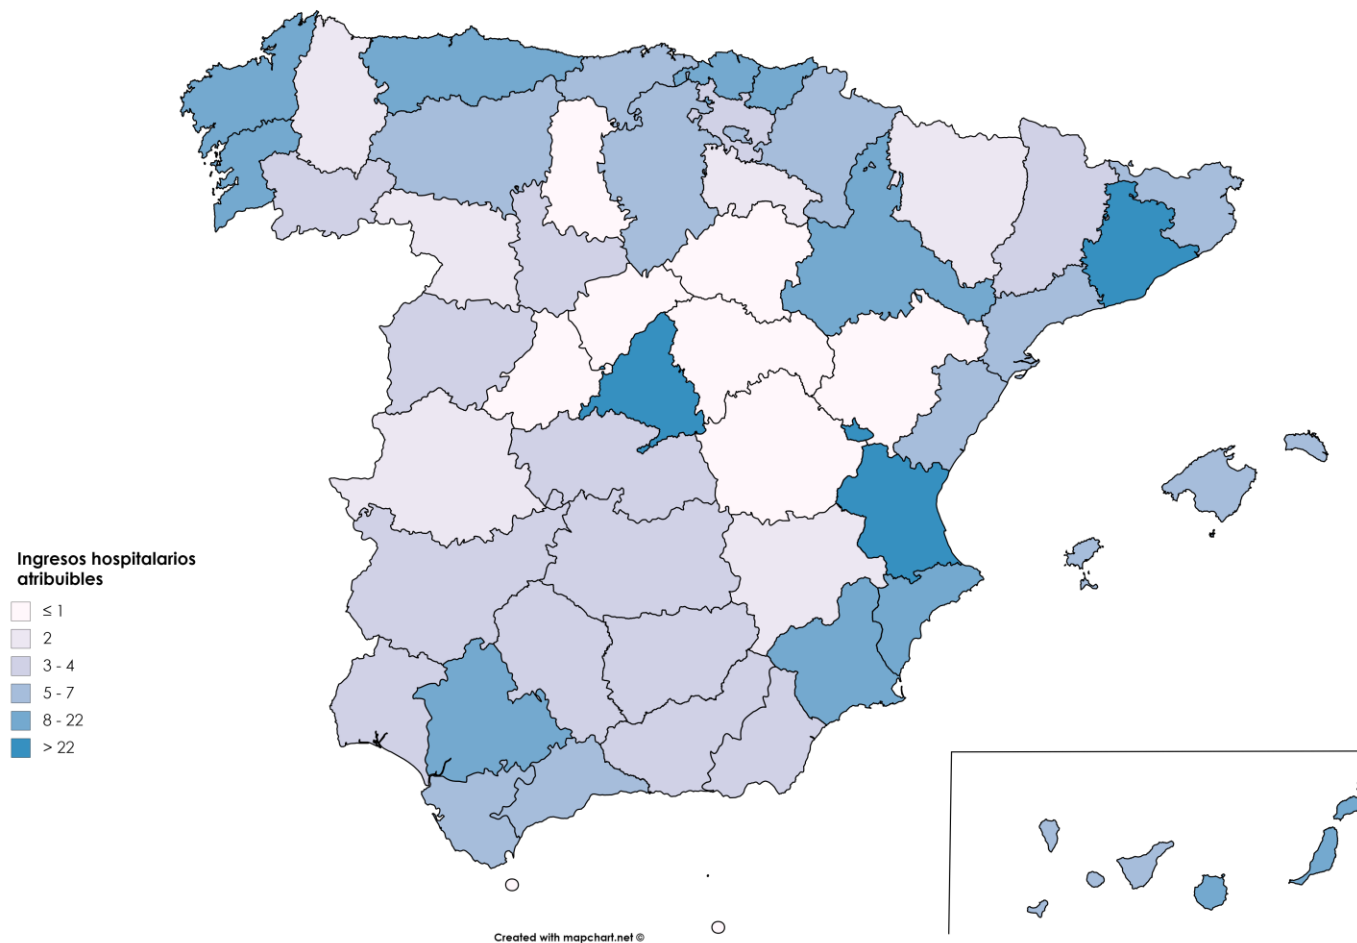 Ingresos hospitalarios
atribuibles
≤ 1
2
3 - 4
5 - 7
8 - 22
> 22
Created with mapchart.net ©